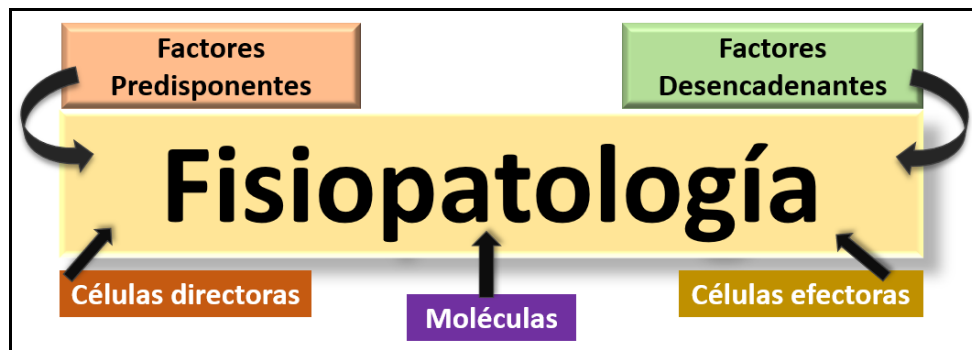 Factores
Predisponentes
Factores
Desencadenantes
Fisiopatología
Células directoras
Moléculas
Células efectoras